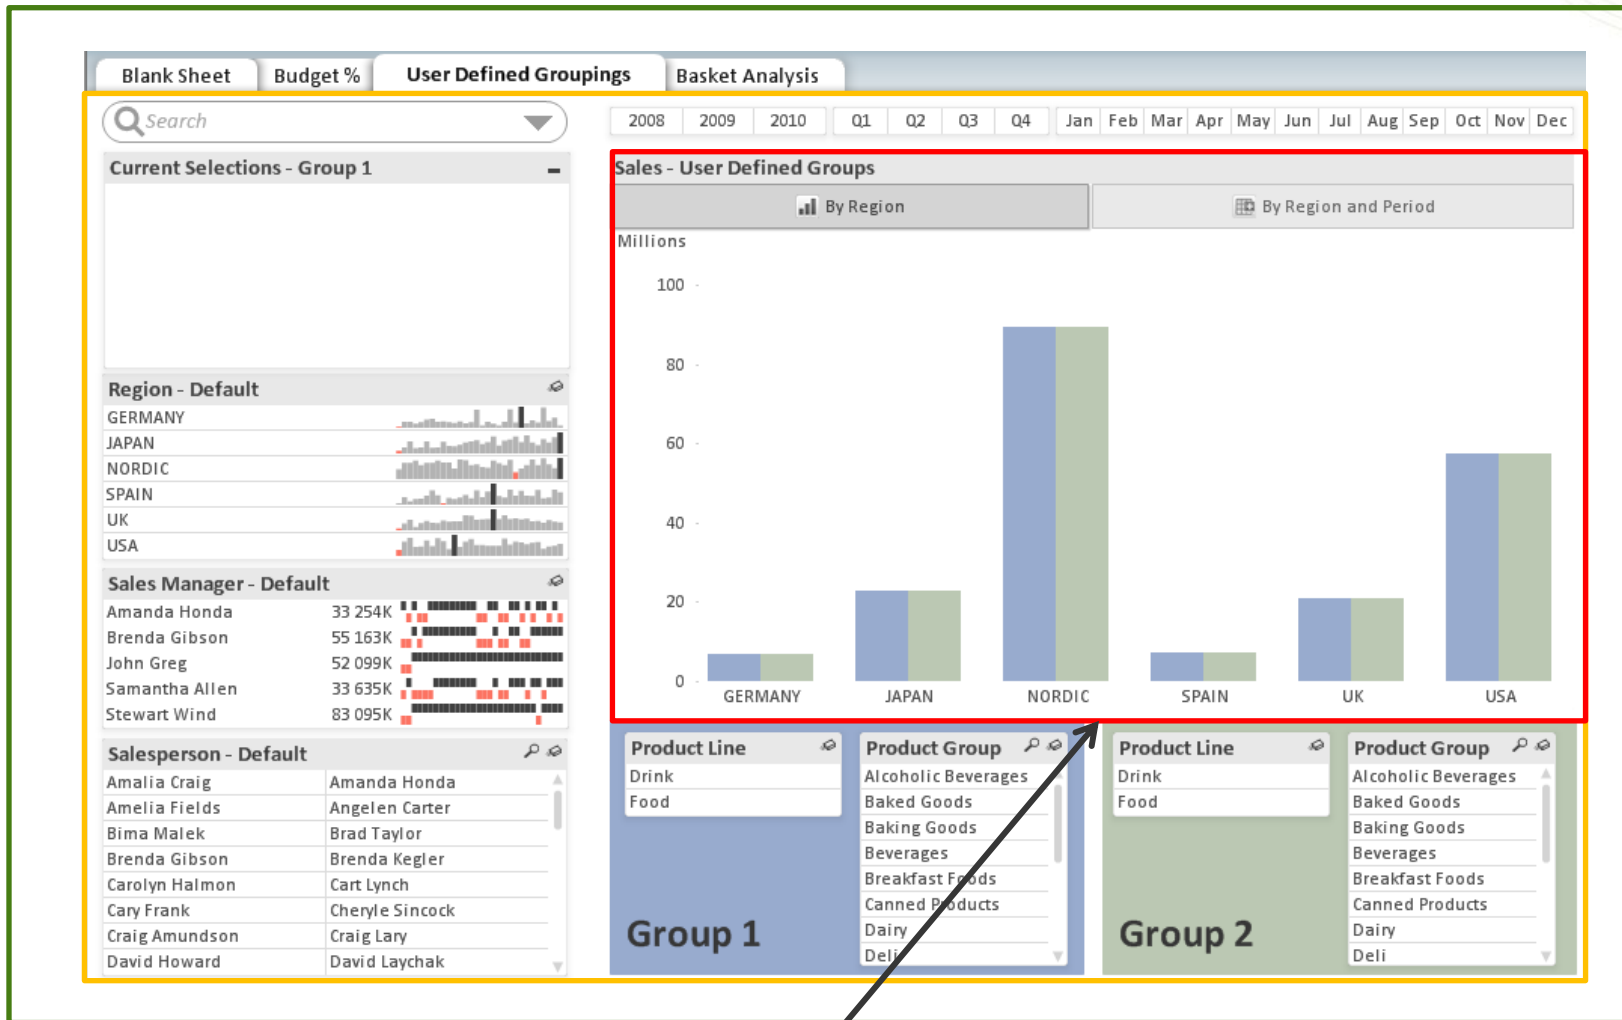 Blank Sheet Budget % User Defined Groupings Basket Analysis
Search
2008 2009 2010 Q1 Q2 Q3 Q4 Jan Feb Mar Apr May Jun Jul Aug Sep Oct Nov Dec
Current Selections - Group 1
Region - Default
GERMANY
JAPAN
NORDIC
SPAIN
UK
USA
Sales Manager - Default
Amanda Honda 33 254K
Brenda Gibson 55 163K
John Greg 52 099K
Samantha Allen 33 635K
Stewart Wind 83 095K
Salesperson - Default
Amalia Craig Amanda Honda
Amelia Fields Angelen Carter
Bima Malek Brad Taylor
Brenda Gibson Brenda Kegler
Carolyn Halmon Cart Lynch
Cary Frank Cheryle Sincock
Craig Amundson Craig Lary
David Howard David Laychak
Sales - User Defined Groups
By Region By Region and Period
Millions
100
80
60
40
20
0
GERMANY JAPAN NORDIC SPAIN UK USA
Product Line
Drink
Food
Product Group
Alcoholic Beverages
Baked Goods
Baking Goods
Beverages
Breakfast Foods
Canned Products
Dairy
Deli
Group 1
Product Line
Drink
Food
Product Group
Alcoholic Beverages
Baked Goods
Baking Goods
Beverages
Breakfast Foods
Canned Products
Dairy
Deli
Group 2